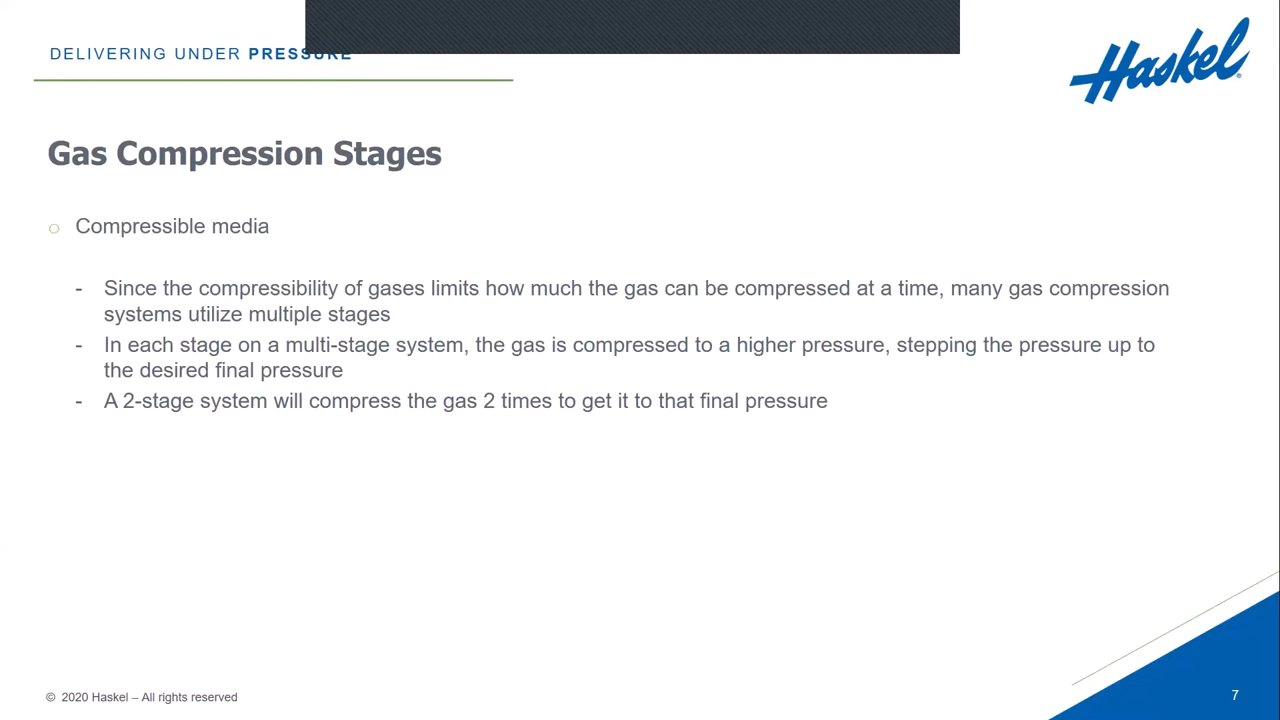 DELIVERING UNDER PRESSURE
Haskel
Gas Compression Stages
Compressible media
- Since the compressibility of gases limits how much the gas can be compressed at a time, many gas compression
systems utilize multiple stages
- In each stage on a multi-stage system, the gas is compressed to a higher pressure, stepping the pressure up to
the desired final pressure
- A 2-stage system will compress the gas 2 times to get it to that final pressure
© 2020 Haskel – All rights reserved
7